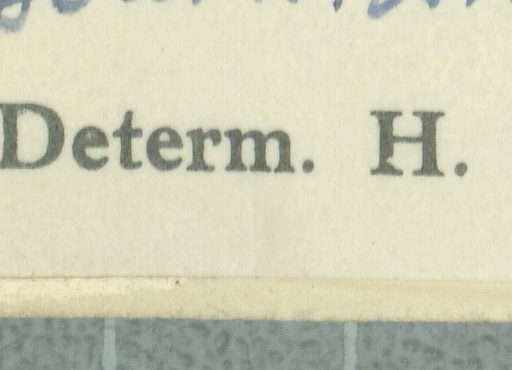 Determ. H.